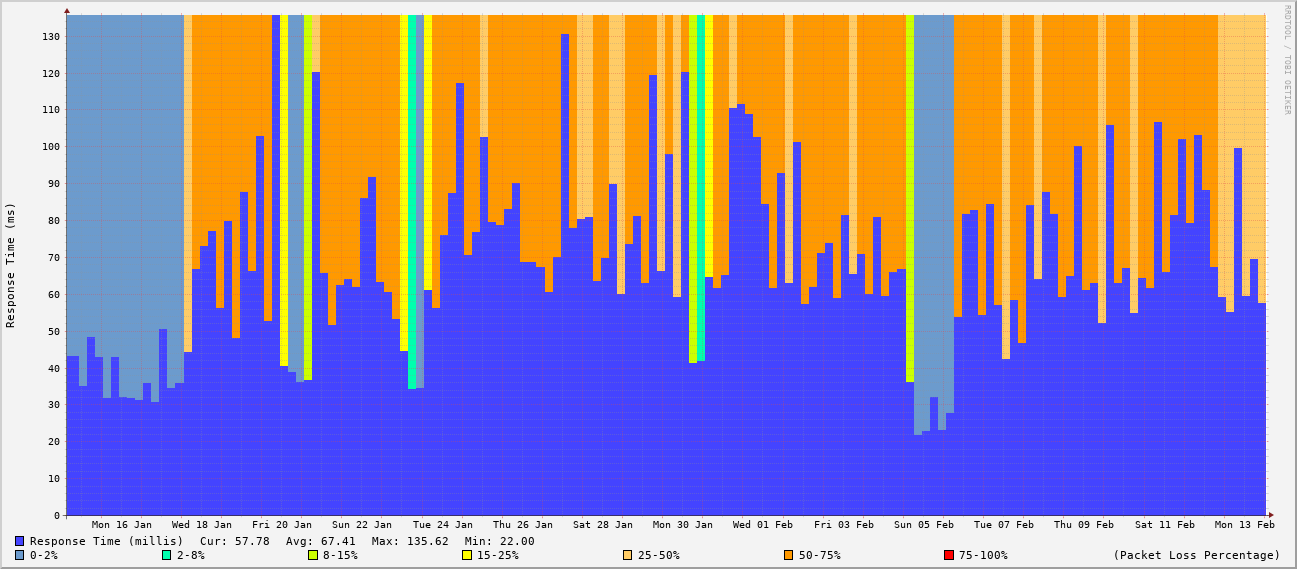 RRDTOOL / TOBI OETIKER
Response Time (ms)
130
120
110
100
90
80
70
60
50
40
30
20
10
0
Mon 16 Jan Wed 18 Jan Fri 20 Jan Sun 22 Jan Tue 24 Jan Thu 26 Jan Sat 28 Jan Mon 30 Jan Wed 01 Feb Fri 03 Feb Sun 05 Feb Tue 07 Feb Thu 09 Feb Sat 11 Feb Mon 13 Feb
Response Time (millis) Cur: 57.78 Avg: 67.41 Max: 135.62 Min: 22.00
0-2% 2-8% 8-15% 15-25% 25-50% 50-75% 75-100% (Packet Loss Percentage)